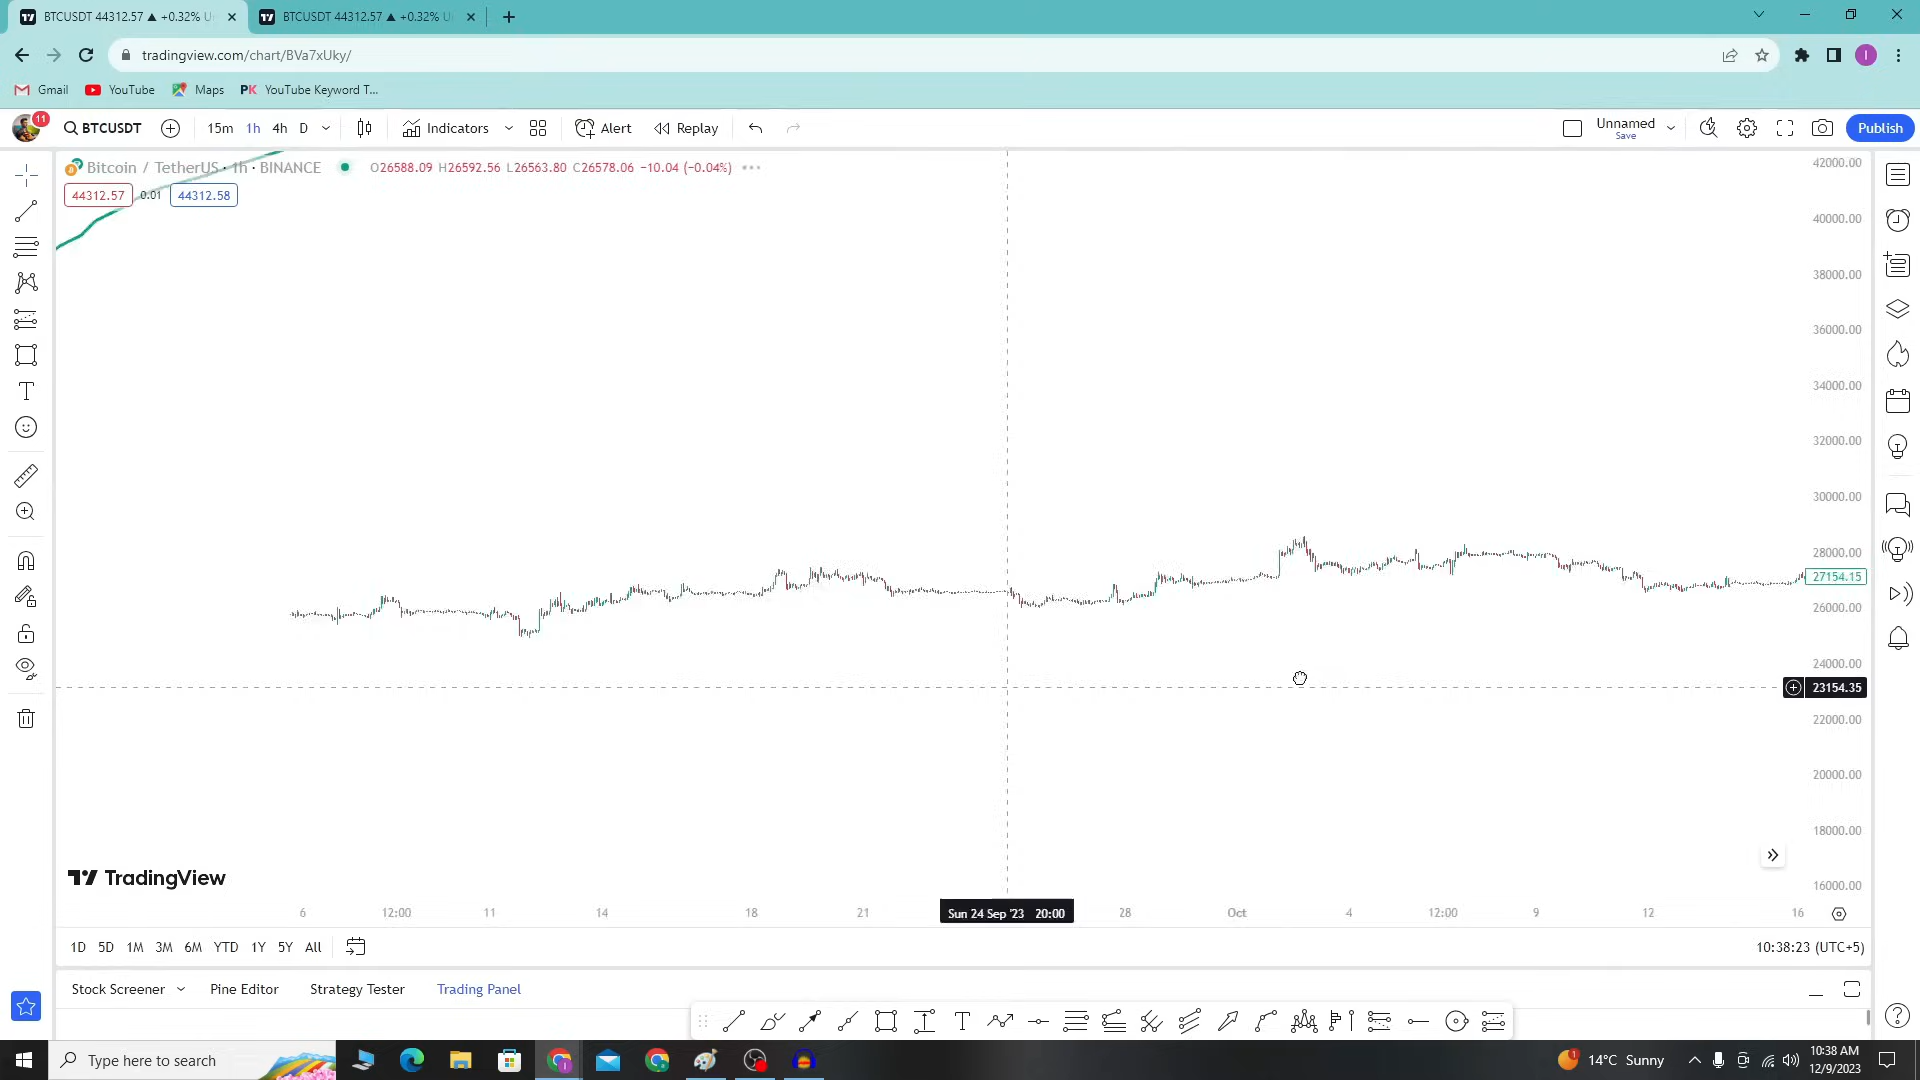 BTCUSDT 44312.57 ▲ +0.32% U
BTCUSDT 44312.57 ▲ +0.32% U
tradingview.com/chart/BVa7xUky/
Gmail
YouTube
Maps
PK YouTube Keyword T...
11
BTCUSDT
15m 1h 4h D
Indicators
Alert
Replay
Unnamed
Save
Publish
Bitcoin / TetherUS · 1h · BINANCE
O26588.09 H26592.56 L26563.80 C26578.06 −10.04 (−0.04%)
44312.57 0.01 44312.58
42000.00
40000.00
38000.00
36000.00
34000.00
32000.00
30000.00
28000.00
27154.15
26000.00
24000.00
23154.35
22000.00
20000.00
18000.00
16000.00
TradingView
6 12:00 11 14 18 21 Sun 24 Sep '23 20:00 28 Oct 4 12:00 9 12 16
1D 5D 1M 3M 6M YTD 1Y 5Y All
10:38:23 (UTC+5)
Stock Screener
Pine Editor
Strategy Tester
Trading Panel
Type here to search
14°C Sunny
10:38 AM
12/9/2023